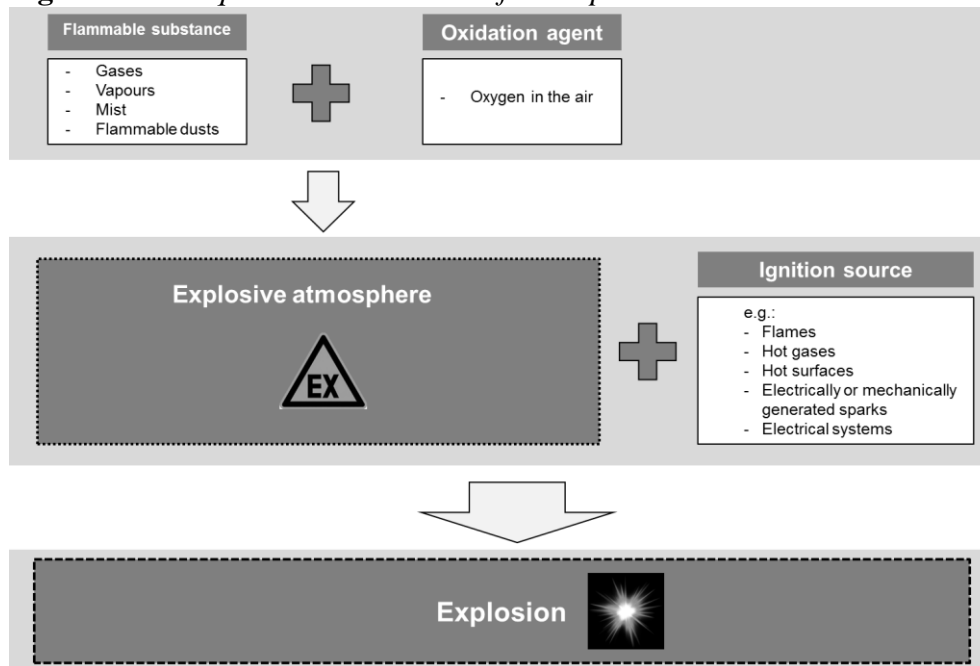 Flammable substance
- Gases
- Vapours
- Mist
- Flammable dusts
Oxidation agent
- Oxygen in the air
Explosive atmosphere
EX
Ignition source
e.g.:
- Flames
- Hot gases
- Hot surfaces
- Electrically or mechanically
generated sparks
- Electrical systems
Explosion